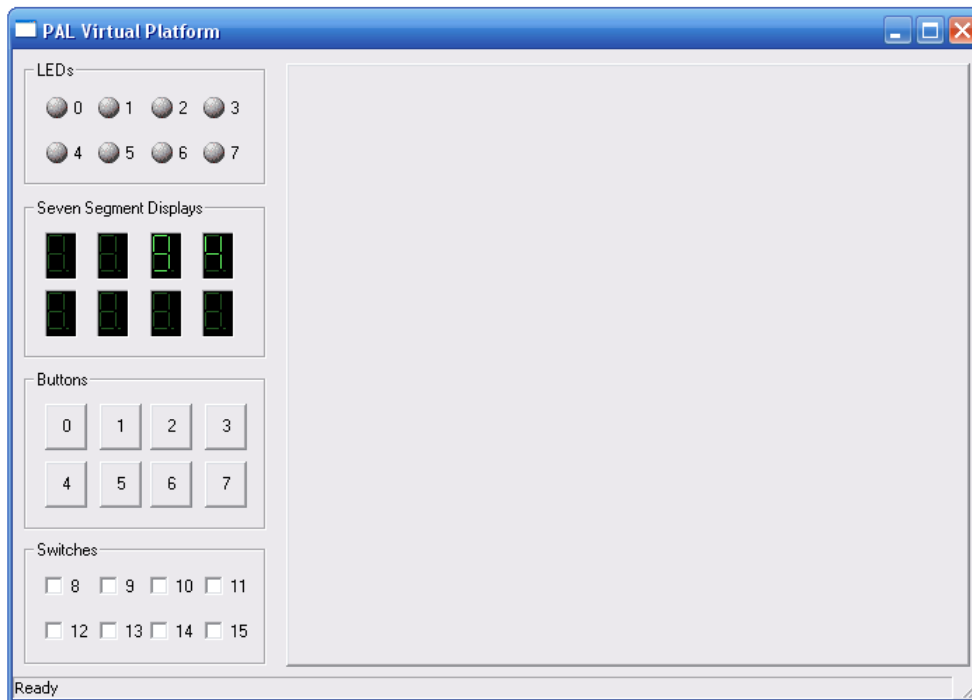 PAL Virtual Platform
LEDs
0 1 2 3
4 5 6 7
Seven Segment Displays
94
Buttons
0 1 2 3
4 5 6 7
Switches
8 9 10 11
12 13 14 15
Ready